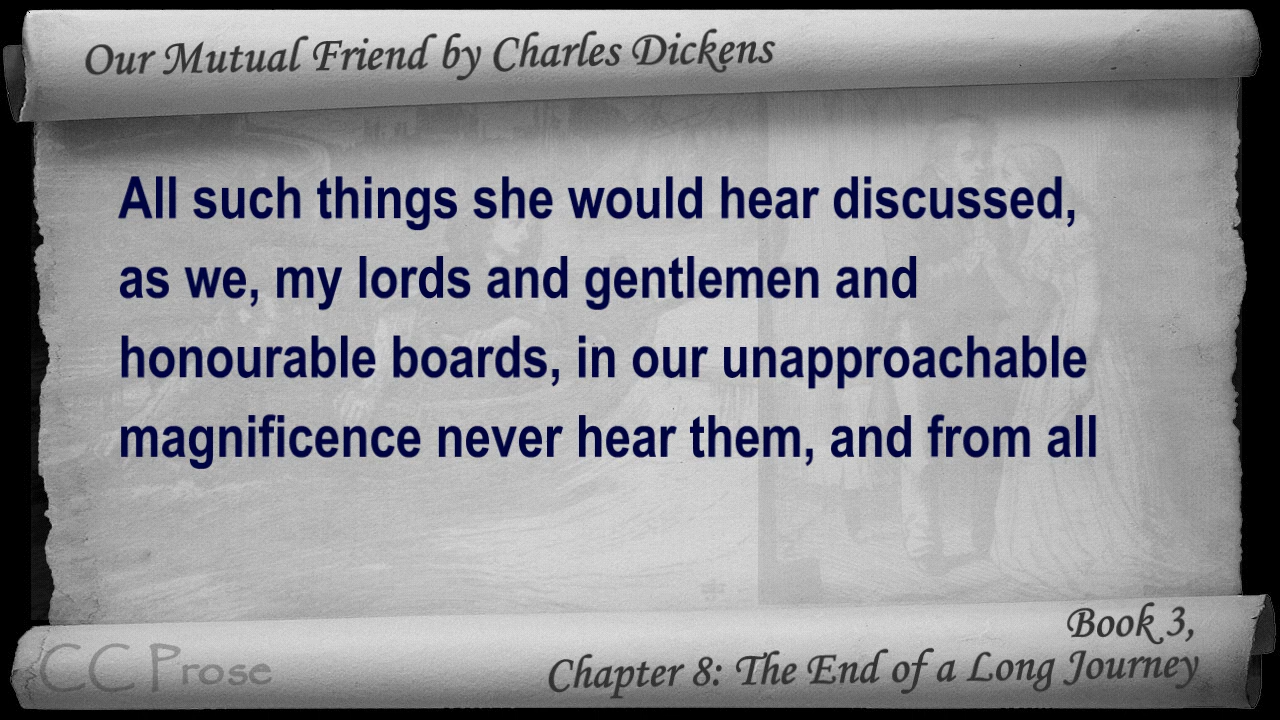 Our Mutual Friend by Charles Dickens
All such things she would hear discussed,
as we, my lords and gentlemen and
honourable boards, in our unapproachable
magnificence never hear them, and from all
Book 3,
Chapter 8: The End of a Long Journey
CC Prose